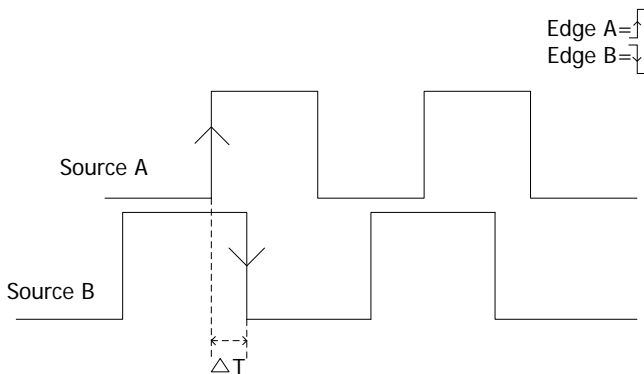 Edge A=
Edge B=
Source A
Source B
△T